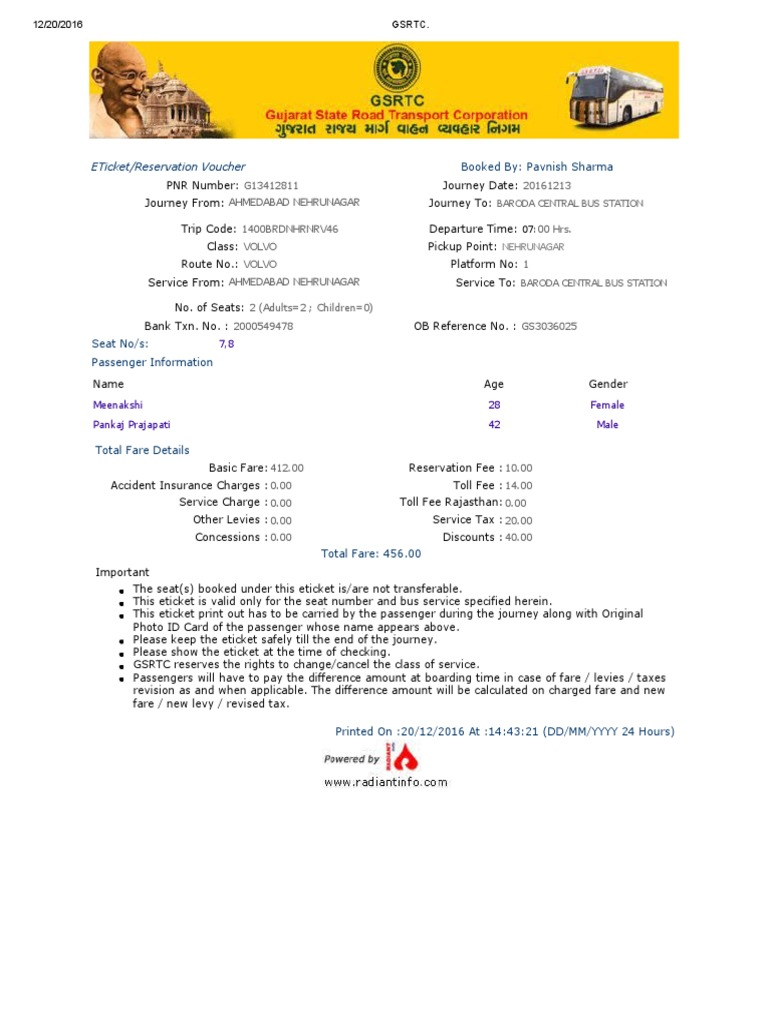 12/20/2016 GSRTC.
GSRTC
Gujarat State Road Transport Corporation
ગુજરાત રાજ્ય માર્ગ વાહન વ્યવહાર નિગમ
ETicket/Reservation Voucher Booked By: Pavnish Sharma
PNR Number: G13412811 Journey Date: 20161213
Journey From: AHMEDABAD NEHRUNAGAR Journey To: BARODA CENTRAL BUS STATION
Trip Code: 1400BRDNHRNRV46 Departure Time: 07:00 Hrs.
Class: VOLVO Pickup Point: NEHRUNAGAR
Route No.: VOLVO Platform No: 1
Service From: AHMEDABAD NEHRUNAGAR Service To: BARODA CENTRAL BUS STATION
No. of Seats: 2 (Adults=2 ; Children=0)
Bank Txn. No. : 2000549478 OB Reference No. : GS3036025
Seat No/s: 7,8
Passenger Information
Name Age Gender
Meenakshi 28 Female
Pankaj Prajapati 42 Male
Total Fare Details
Basic Fare: 412.00 Reservation Fee : 10.00
Accident Insurance Charges : 0.00 Toll Fee : 14.00
Service Charge : 0.00 Toll Fee Rajasthan: 0.00
Other Levies : 0.00 Service Tax : 20.00
Concessions : 0.00 Discounts : 40.00
Total Fare: 456.00
Important
The seat(s) booked under this eticket is/are not transferable.
This eticket is valid only for the seat number and bus service specified herein.
This eticket print out has to be carried by the passenger during the journey along with Original
Photo ID Card of the passenger whose name appears above.
Please keep the eticket safely till the end of the journey.
Please show the eticket at the time of checking.
GSRTC reserves the rights to change/cancel the class of service.
Passengers will have to pay the difference amount at boarding time in case of fare / levies / taxes
revision as and when applicable. The difference amount will be calculated on charged fare and new
fare / new levy / revised tax.
Printed On :20/12/2016 At :14:43:21 (DD/MM/YYYY 24 Hours)
Powered by RADIANT
www.radiantinfo.com